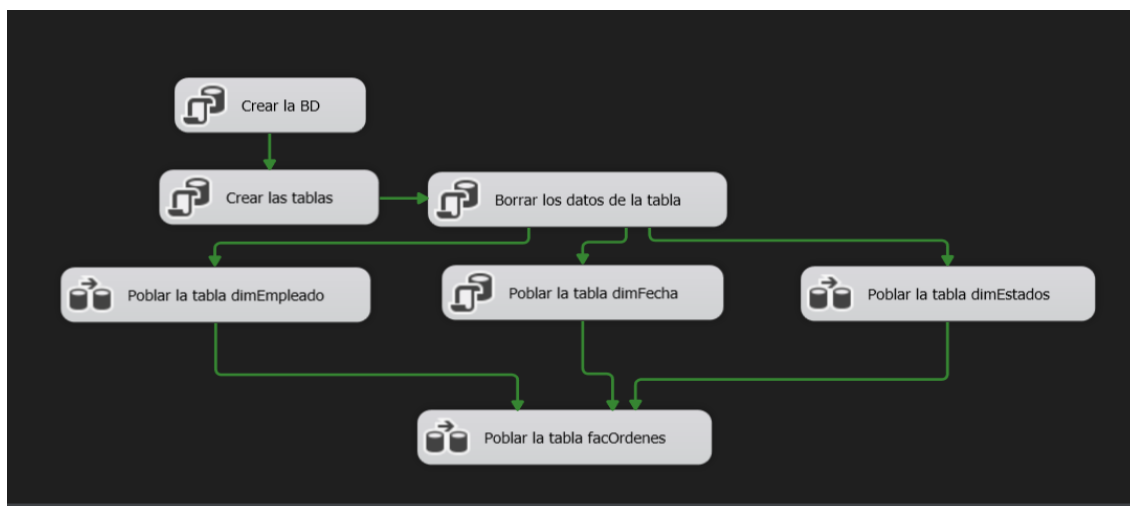 Crear la BD
Crear las tablas
Borrar los datos de la tabla
Poblar la tabla dimEmpleado
Poblar la tabla dimFecha
Poblar la tabla dimEstados
Poblar la tabla facOrdenes